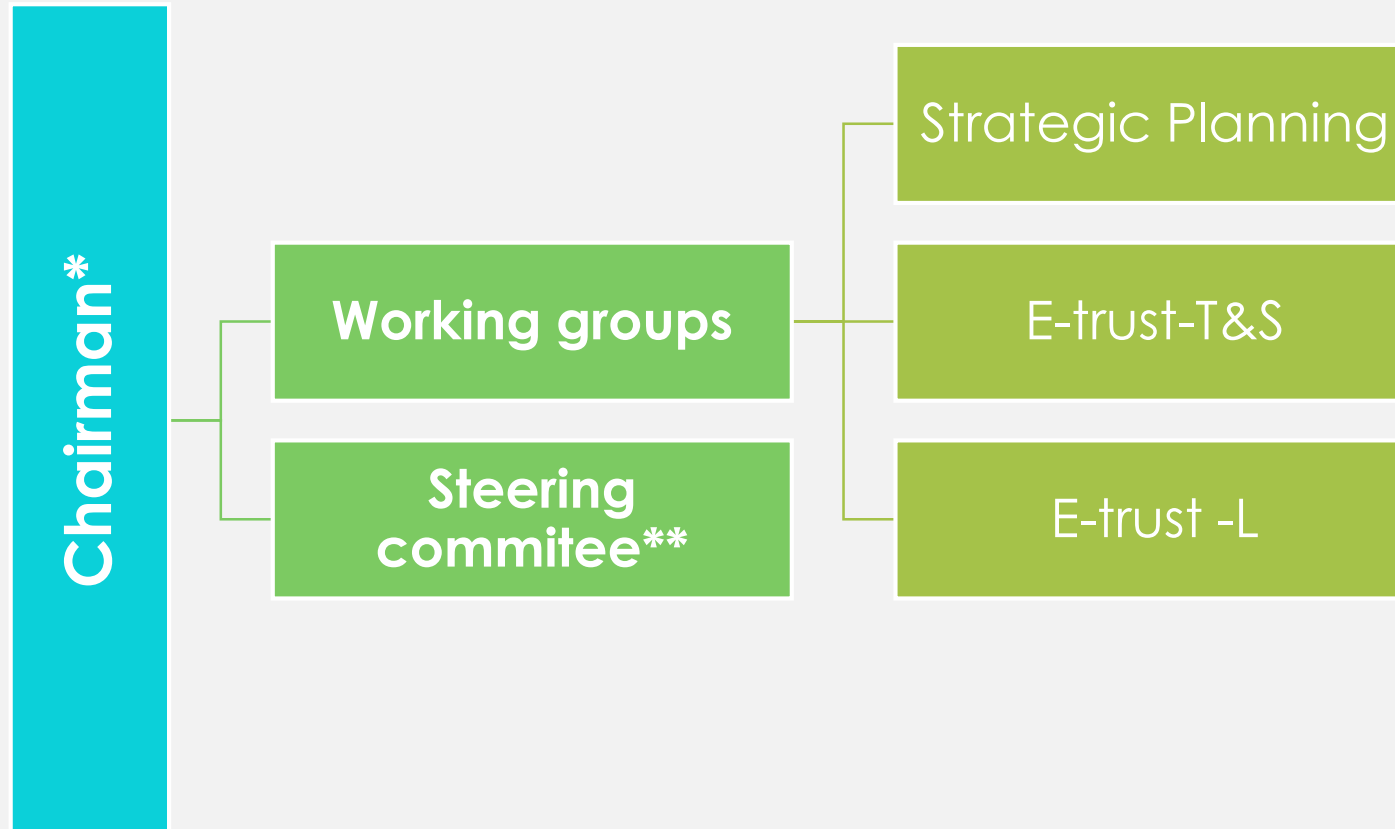 Chairman*
Working groups
Steering
commitee**
Strategic Planning
E-trust-T&S
E-trust -L